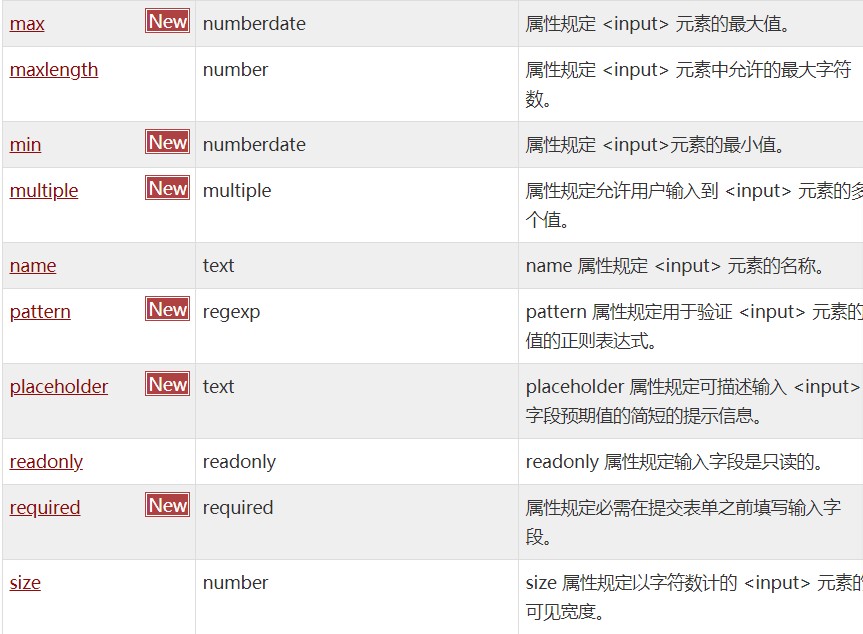 max New numberdate 属性规定 <input> 元素的最大值。
maxlength number 属性规定 <input> 元素中允许的最大字符
数。
min New numberdate 属性规定 <input>元素的最小值。
multiple New multiple 属性规定允许用户输入到 <input> 元素的多
个值。
name text name 属性规定 <input> 元素的名称。
pattern New regexp pattern 属性规定用于验证 <input> 元素的
值的正则表达式。
placeholder New text placeholder 属性规定可描述输入 <input>
字段预期值的简短的提示信息。
readonly readonly readonly 属性规定输入字段是只读的。
required New required 属性规定必需在提交表单之前填写输入字
段。
size number size 属性规定以字符数计的 <input> 元素的
可见宽度。